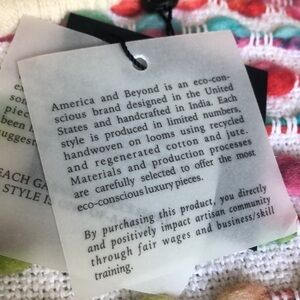 America and Beyond is an eco-con-
scious brand designed in the United
States and handcrafted in India. Each
style is produced in limited numbers,
handwoven on looms using recycled
and regenerated cotton and jute.
Materials and production processes
are carefully selected to offer the most
eco-conscious luxury pieces.
By purchasing this product, you directly
and positively impact artisan community
through fair wages and business/skill
training.
been
suggest
EACH GA
STYLE IS